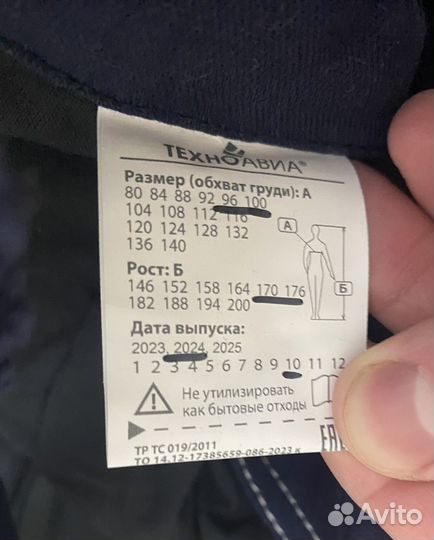 ТЕХНОАВИА®
Размер (обхват груди): А
80 84 88 92 96 100
104 108 112 116
120 124 128 132
136 140
А
Рост: Б
146 152 158 164 170 176
182 188 194 200
Б
Дата выпуска:
2023, 2024, 2025
1 2 3 4 5 6 7 8 9 10 11 12
Не утилизировать
как бытовые отходы
ТР ТС 019/2011
ТО 14.12-17385659-086-2023 к
EAC
Avito